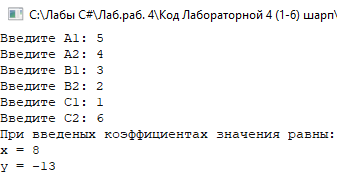 C:\Лабы C#\Лаб.раб. 4\Код Лабораторной 4 (1-6) шарп\
Введите A1: 5
Введите A2: 4
Введите B1: 3
Введите B2: 2
Введите C1: 1
Введите C2: 6
При введеных коэффициентах значения равны:
x = 8
y = -13